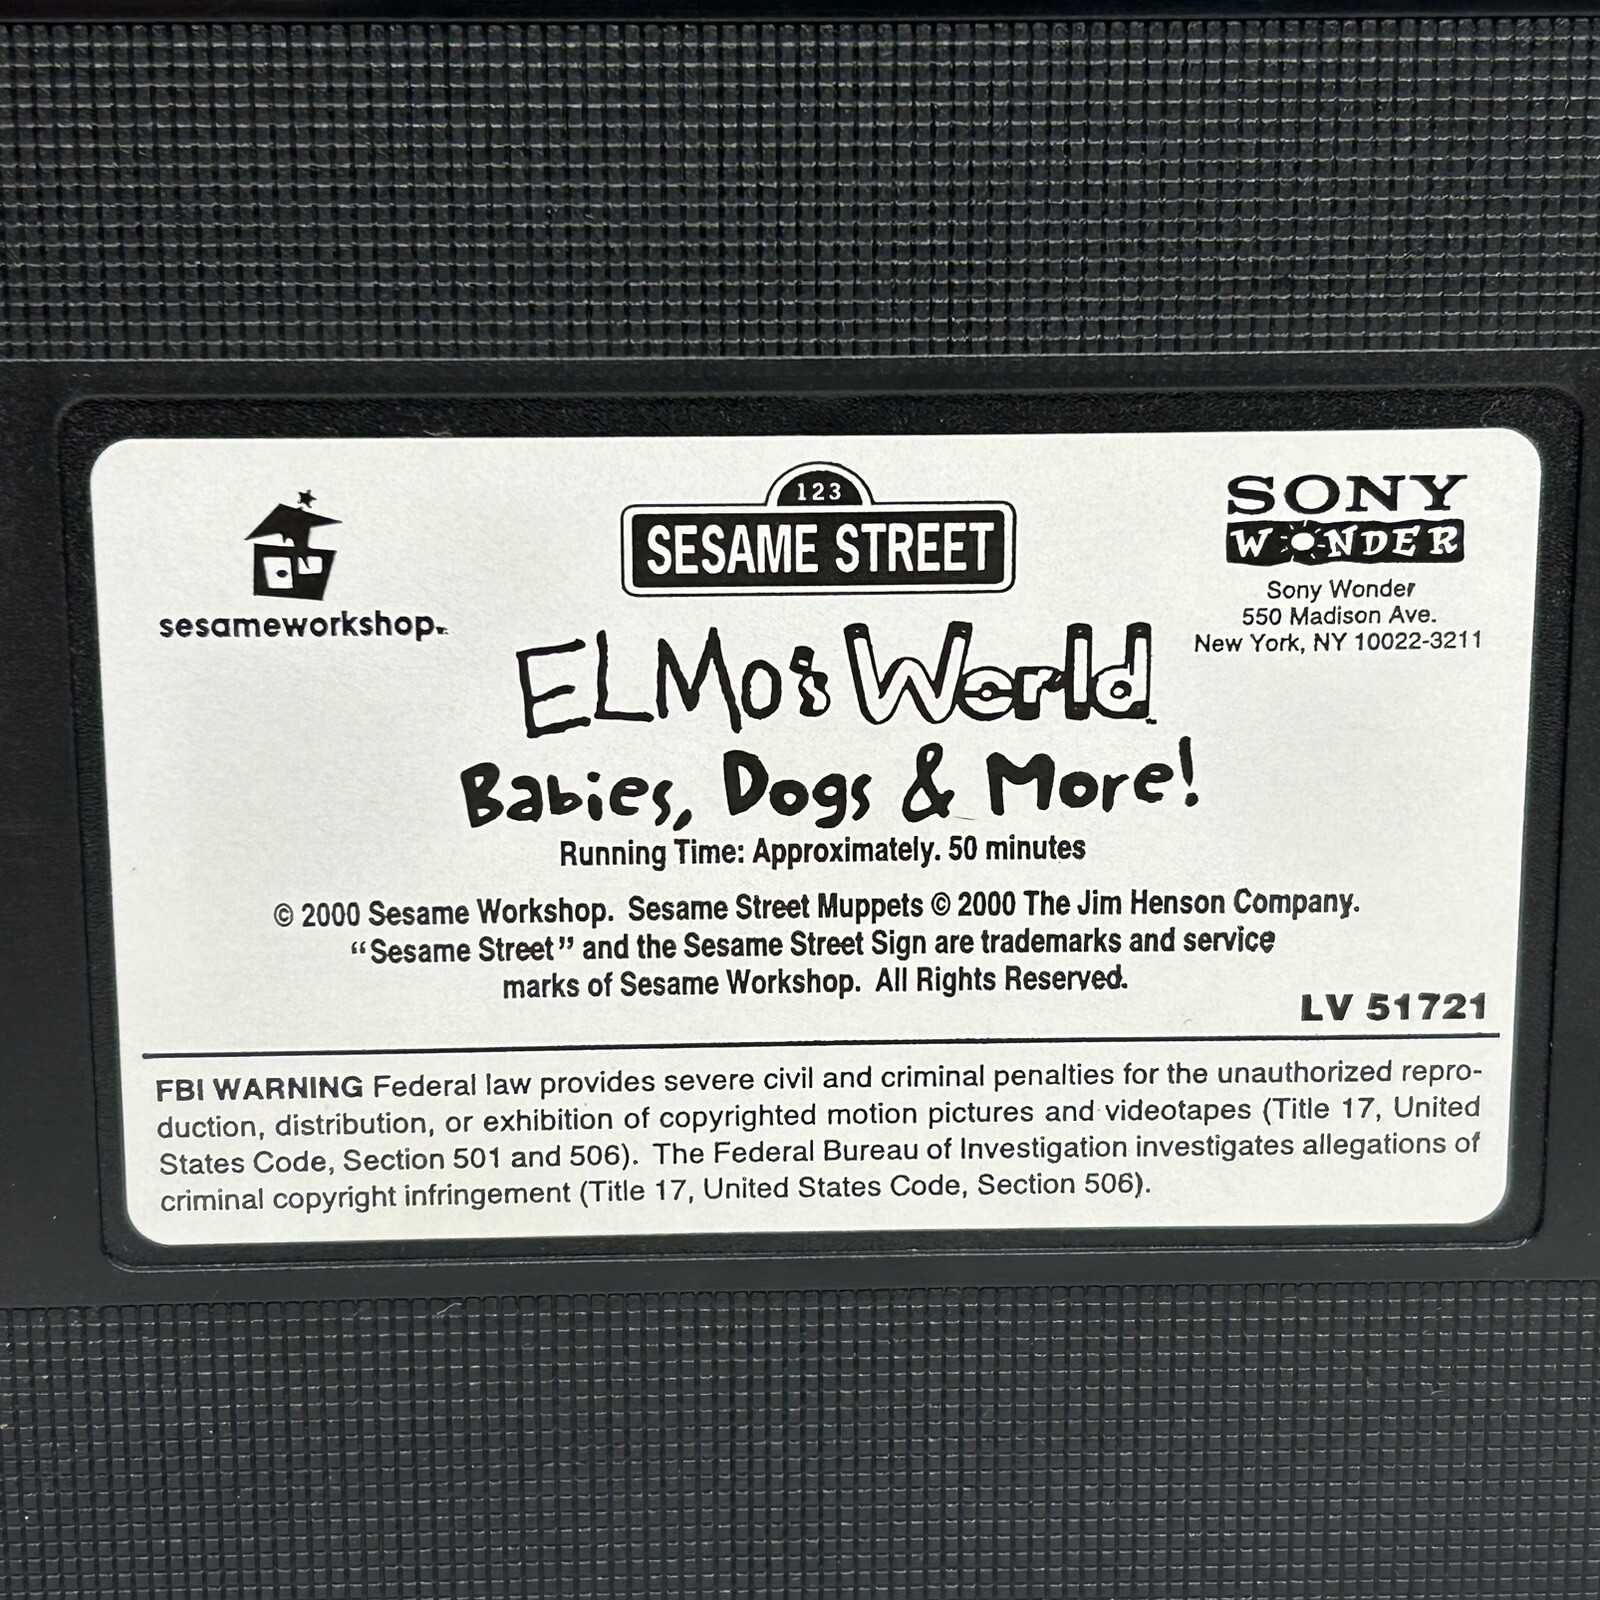 123
SESAME STREET
sesameworkshop
SONY
WONDER
Sony Wonder
550 Madison Ave.
New York, NY 10022-3211
ELMO's World
Babies, Dogs & More!
Running Time: Approximately. 50 minutes
© 2000 Sesame Workshop. Sesame Street Muppets © 2000 The Jim Henson Company.
“Sesame Street” and the Sesame Street Sign are trademarks and service
marks of Sesame Workshop. All Rights Reserved.
LV 51721
FBI WARNING Federal law provides severe civil and criminal penalties for the unauthorized repro-
duction, distribution, or exhibition of copyrighted motion pictures and videotapes (Title 17, United
States Code, Section 501 and 506). The Federal Bureau of Investigation investigates allegations of
criminal copyright infringement (Title 17, United States Code, Section 506).